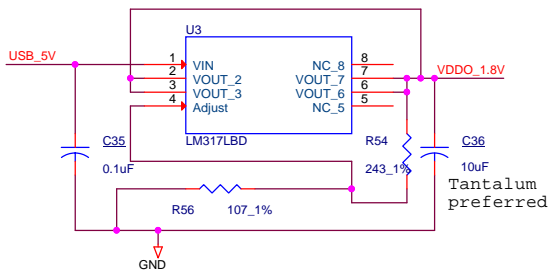 U3
USB_5V
1 VIN NC_8 8
2 VOUT_2 VOUT_7 7
3 VOUT_3 VOUT_6 6
4 Adjust NC_5 5
VDDO_1.8V
LM317LBD
C35
0.1uF
R54
243_1%
C36
10uF
Tantalum
preferred
R56 107_1%
GND